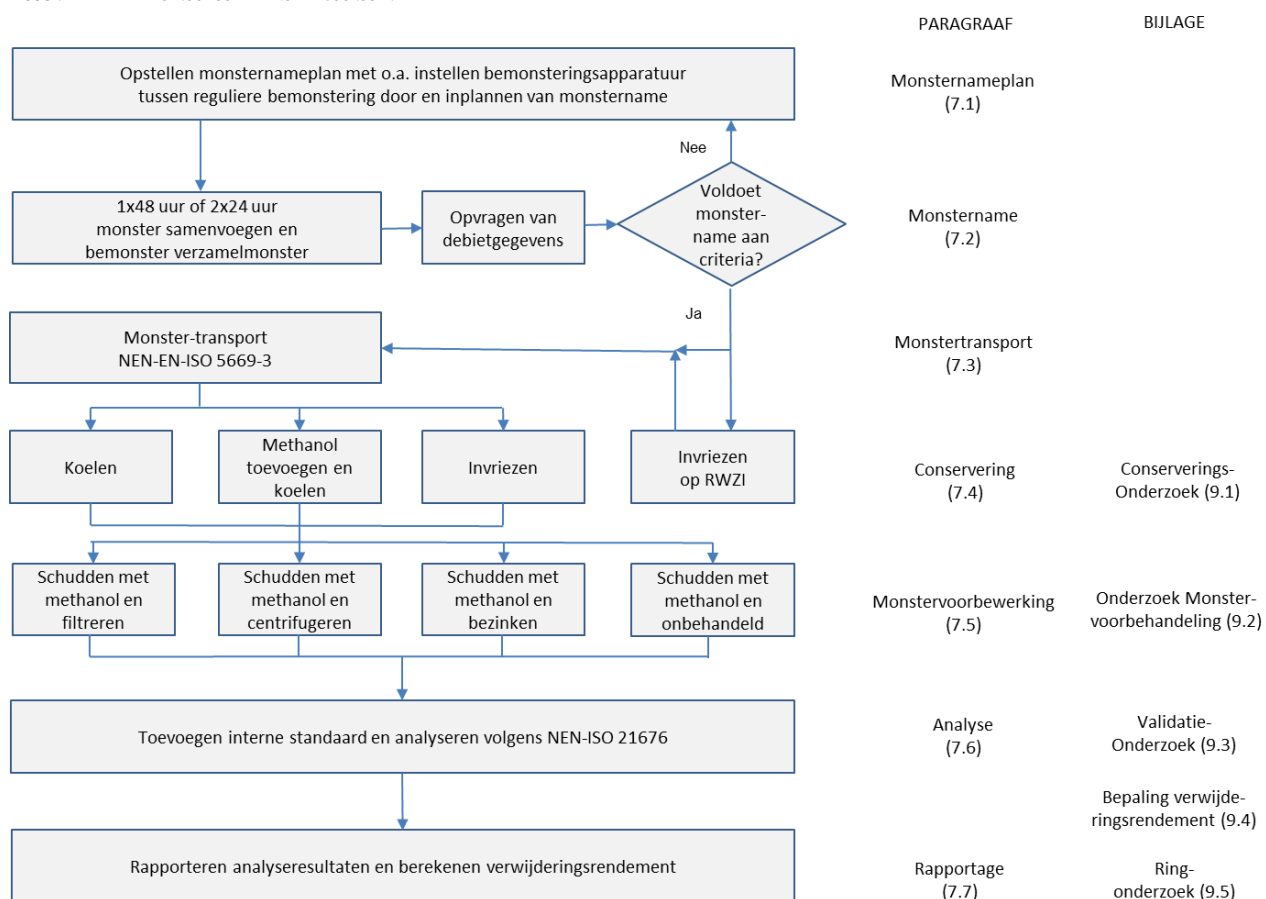 PARAGRAAF
BIJLAGE
Opstellen monsternameplan met o.a. instellen bemonsteringsapparatuur
tussen reguliere bemonstering door en inplannen van monstername
Monsternameplan
(7.1)
Nee
1x48 uur of 2x24 uur
monster samenvoegen en
bemonster verzamelmonster
Opvragen van
debietgegevens
Voldoet
monster-
name aan
criteria?
Monstername
(7.2)
Ja
Monster-transport
NEN-EN-ISO 5669-3
Monstertransport
(7.3)
Koelen
Methanol
toevoegen en
koelen
Invriezen
Invriezen
op RWZI
Conservering
(7.4)
Conserverings-
Onderzoek (9.1)
Schudden met
methanol en
filtreren
Schudden met
methanol en
centrifugeren
Schudden met
methanol en
bezinken
Schudden met
methanol en
onbehandeld
Monstervoorbewerking
(7.5)
Onderzoek Monster-
voorbehandeling (9.2)
Toevoegen interne standaard en analyseren volgens NEN-ISO 21676
Analyse
(7.6)
Validatie-
Onderzoek (9.3)
Bepaling verwijde-
ringsrendement (9.4)
Rapporteren analyseresultaten en berekenen verwijderingsrendement
Rapportage
(7.7)
Ring-
onderzoek (9.5)